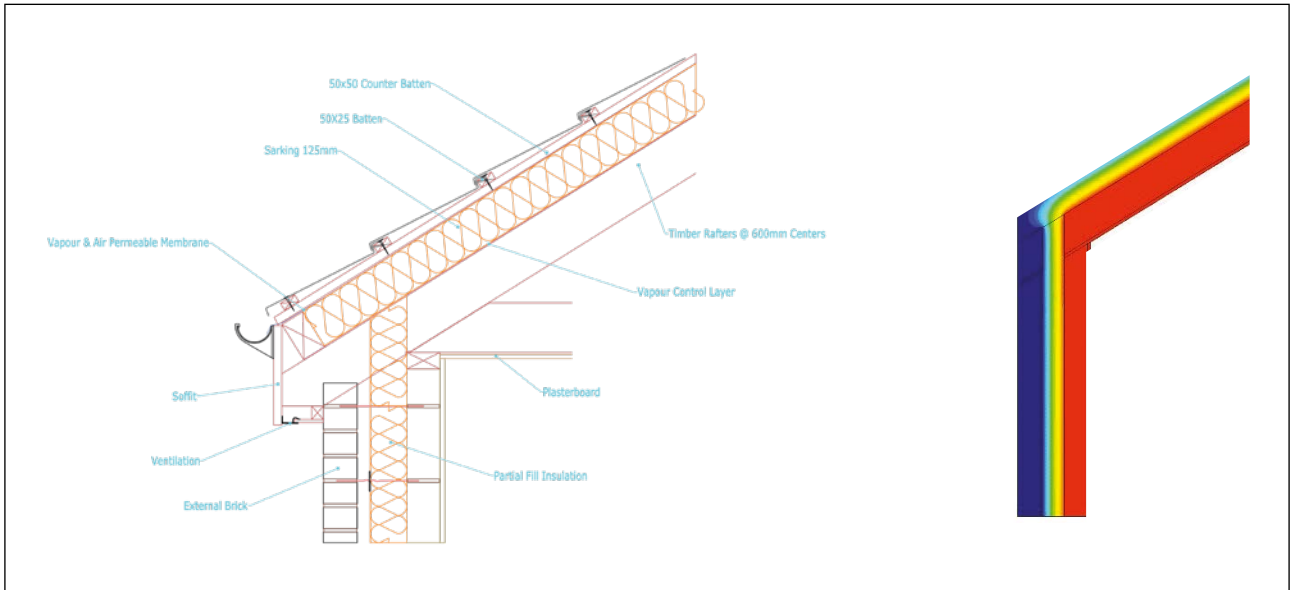 50x50 Counter Batten
50X25 Batten
Sarking 125mm
Vapour & Air Permeable Membrane
Timber Rafters @ 600mm Centers
Vapour Control Layer
Soffit
Plasterboard
Ventilation
Partial Fill Insulation
External Brick